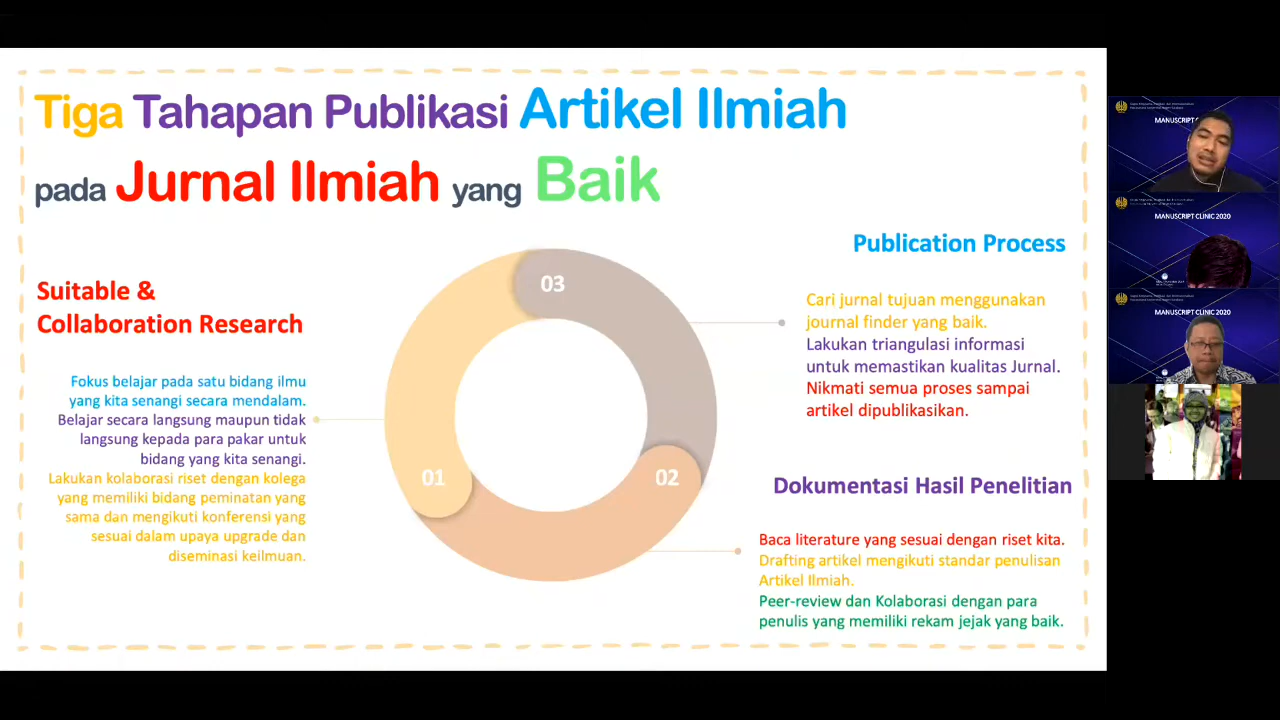 Tiga Tahapan Publikasi Artikel Ilmiah
pada Jurnal Ilmiah yang Baik
Suitable &
Collaboration Research
Fokus belajar pada satu bidang ilmu
yang kita senangi secara mendalam.
Belajar secara langsung maupun tidak
langsung kepada para pakar untuk
bidang yang kita senangi.
Lakukan kolaborasi riset dengan kolega
yang memiliki bidang peminatan yang
sama dan mengikuti konferensi yang
sesuai dalam upaya upgrade dan
diseminasi keilmuan.
03
01
02
Publication Process
Cari jurnal tujuan menggunakan
journal finder yang baik.
Lakukan triangulasi informasi
untuk memastikan kualitas Jurnal.
Nikmati semua proses sampai
artikel dipublikasikan.
Dokumentasi Hasil Penelitian
Baca literature yang sesuai dengan riset kita.
Drafting artikel mengikuti standar penulisan
Artikel Ilmiah.
Peer-review dan Kolaborasi dengan para
penulis yang memiliki rekam jejak yang baik.
MANUSCRIPT C
MANUSCRIPT CLINIC 2020
MANUSCRIPT CLINIC 2020